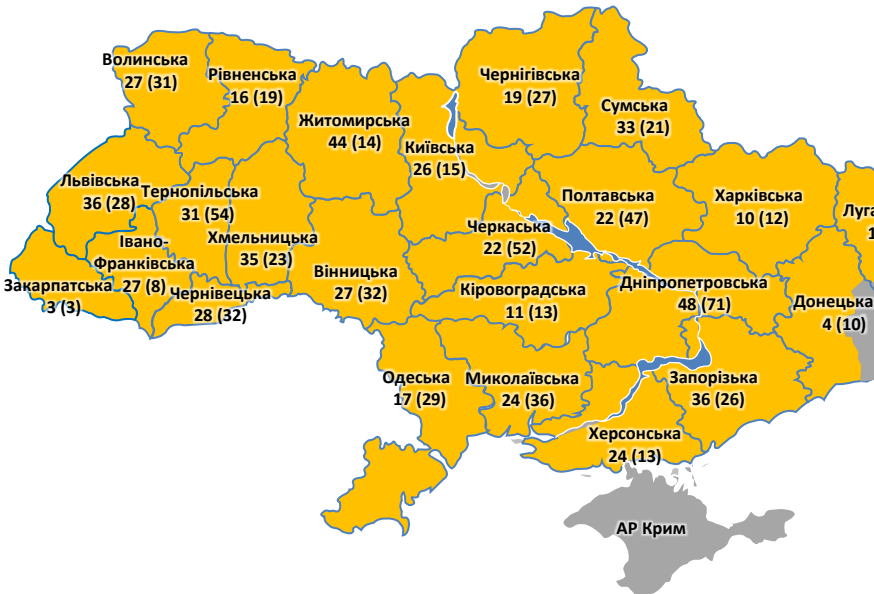 Волинська
27 (31)
Рівненська
16 (19)
Житомирська
44 (14)
Київська
26 (15)
Чернігівська
19 (27)
Сумська
33 (21)
Львівська
36 (28)
Тернопільська
31 (54)
Хмельницька
35 (23)
Івано-
Франківська
27 (8)
Закарпатська
3 (3)
Чернівецька
28 (32)
Вінницька
27 (32)
Черкаська
22 (52)
Полтавська
22 (47)
Харківська
10 (12)
Луга
1
Кіровоградська
11 (13)
Дніпропетровська
48 (71)
Донецька
4 (10)
Одеська
17 (29)
Миколаївська
24 (36)
Запорізька
36 (26)
Херсонська
24 (13)
АР Крим